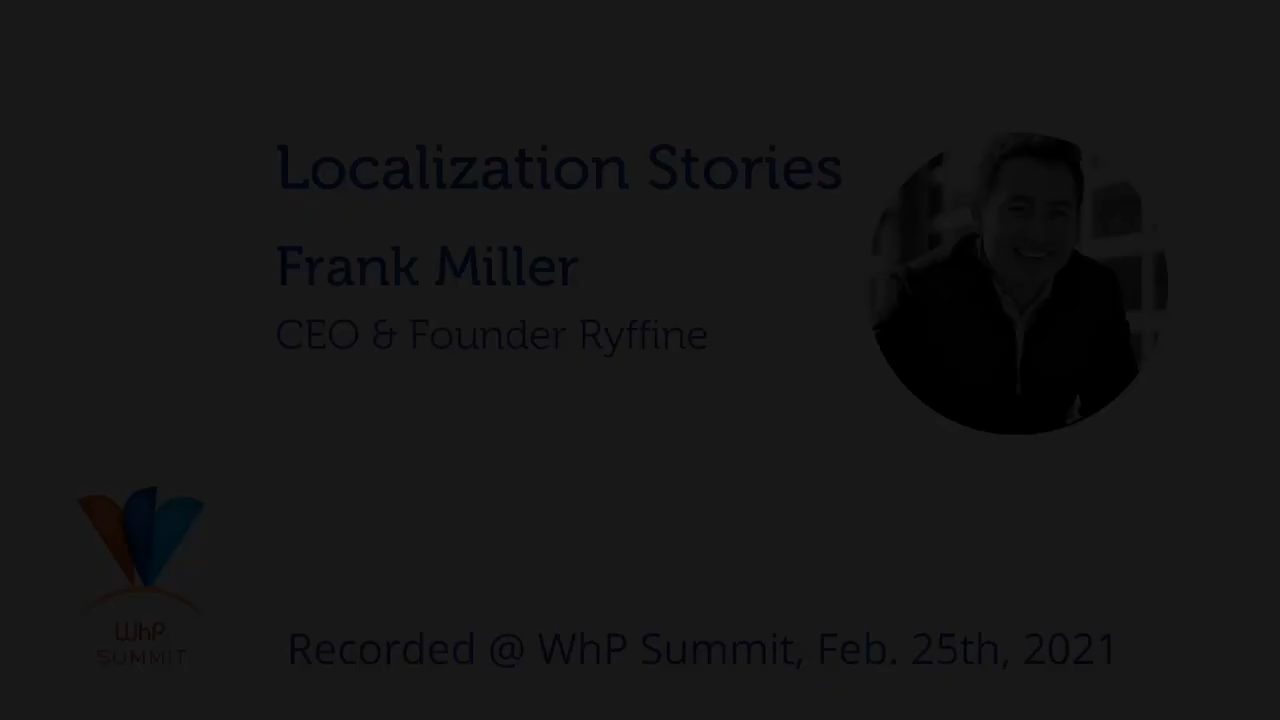 Localization Stories
Frank Miller
CEO & Founder Ryffine
WhP
SUMMIT
Recorded @ WhP Summit, Feb. 25th, 2021